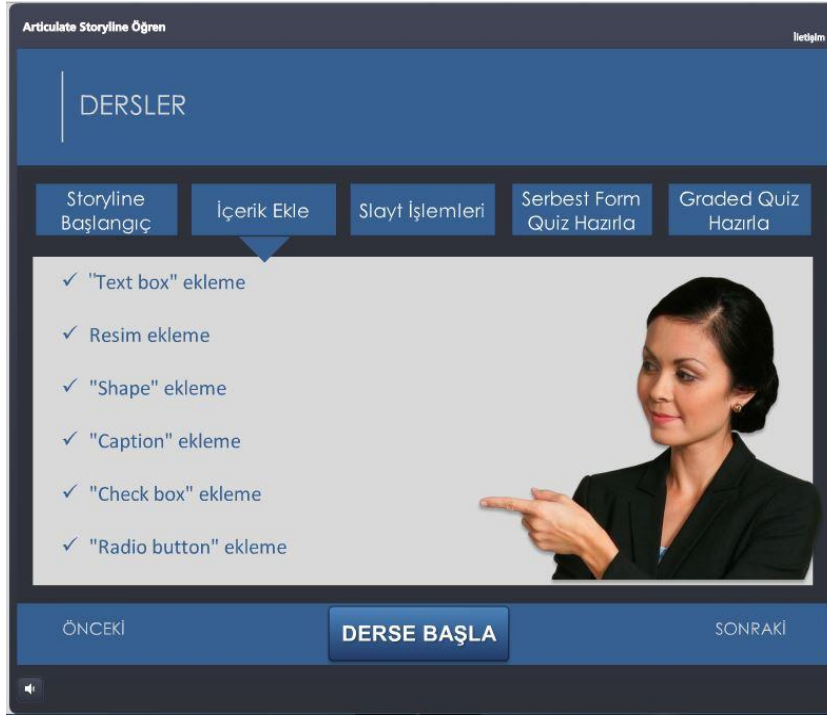 Articulate Storyline Öğren
İletişim
DERSLER
Storyline
Başlangıç
İçerik Ekle
Slayt İşlemleri
Serbest Form
Quiz Hazırla
Graded Quiz
Hazırla
✓ "Text box" ekleme
✓ Resim ekleme
✓ "Shape" ekleme
✓ "Caption" ekleme
✓ "Check box" ekleme
✓ "Radio button" ekleme
ÖNCEKİ
DERSE BAŞLA
SONRAKİ